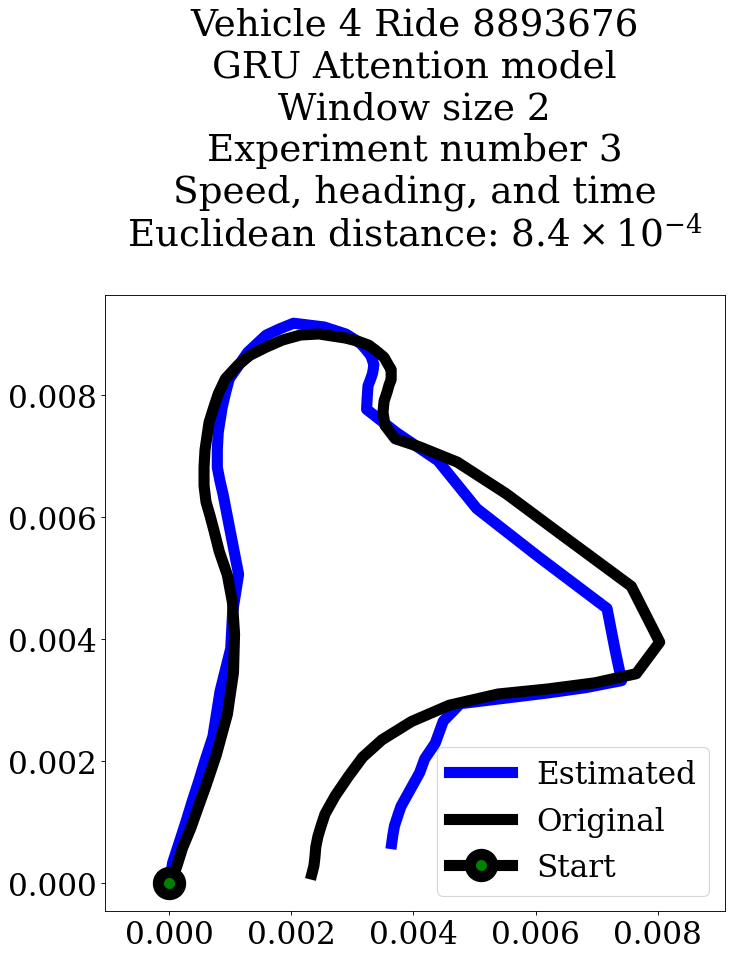 Vehicle 4 Ride 8893676
GRU Attention model
Window size 2
Experiment number 3
Speed, heading, and time
Euclidean distance: 8.4 × 10⁻⁴
0.008
0.006
0.004
0.002
0.000
Estimated
Original
Start
0.000 0.002 0.004 0.006 0.008